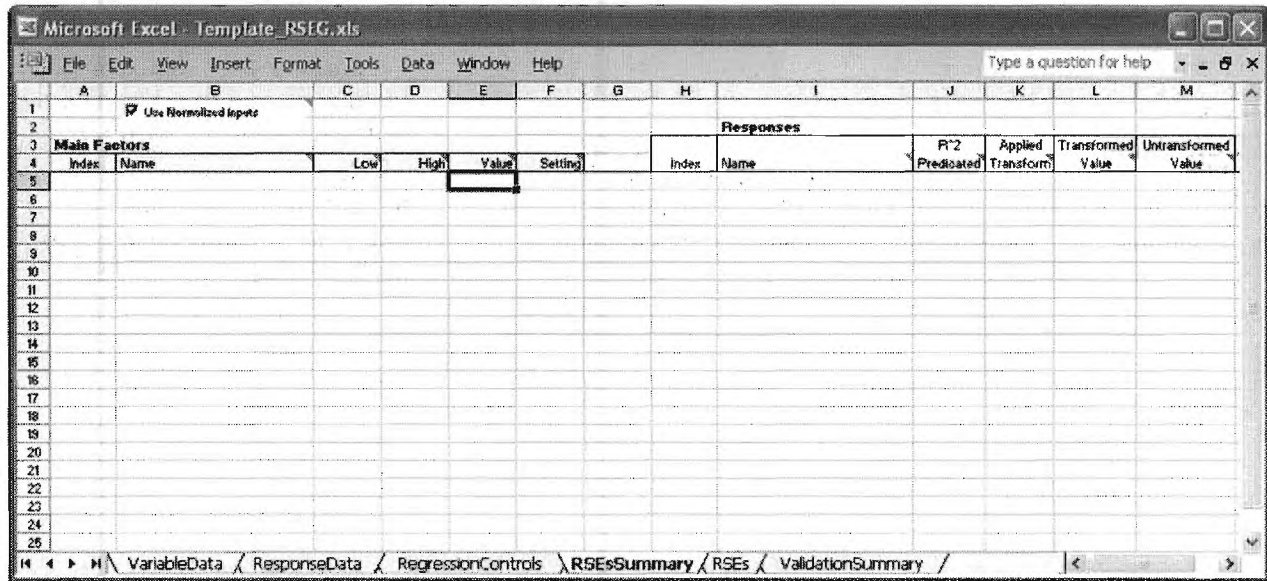 Microsoft Excel - Template_RSEG.xls
File Edit View Insert Format Tools Data Window Help Type a question for help
A B C D E F G H I J K L M
1 Use Normalized Inputs
2 Responses
3 Main Factors R^2 Applied Transformed Untransformed
4 Index Name Low High Value Setting Index Name Predicated Transform Value Value
5
6
7
8
9
10
11
12
13
14
15
16
17
18
19
20
21
22
23
24
25
VariableData / ResponseData / RegressionControls \ RSEsSummary / RSEs / ValidationSummary /